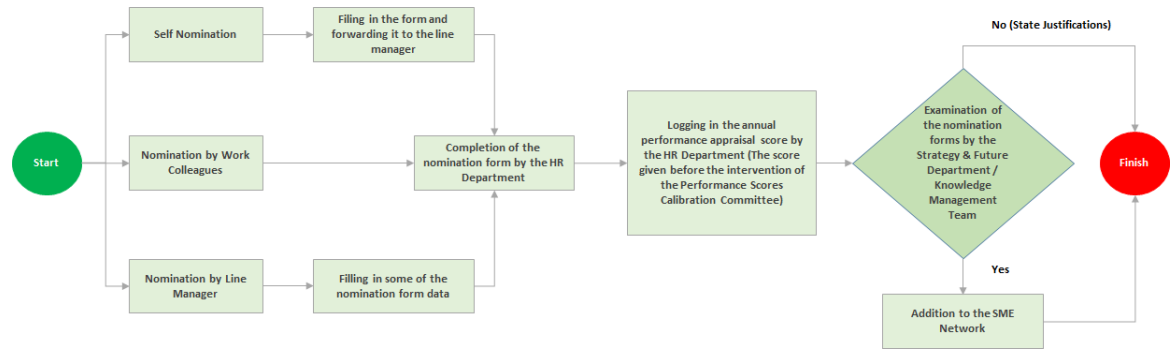 Start
Self Nomination
Filing in the form and
forwarding it to the line
manager
Nomination by Work
Colleagues
Nomination by Line
Manager
Filling in some of the
nomination form data
Completion of the
nomination form by the HR
Department
Logging in the annual
performance appraisal score by
the HR Department (The score
given before the intervention of
the Performance Scores
Calibration Committee)
Examination of
the nomination
forms by the
Strategy & Future
Department /
Knowledge
Management
Team
No (State Justifications)
Yes
Addition to the SME
Network
Finish